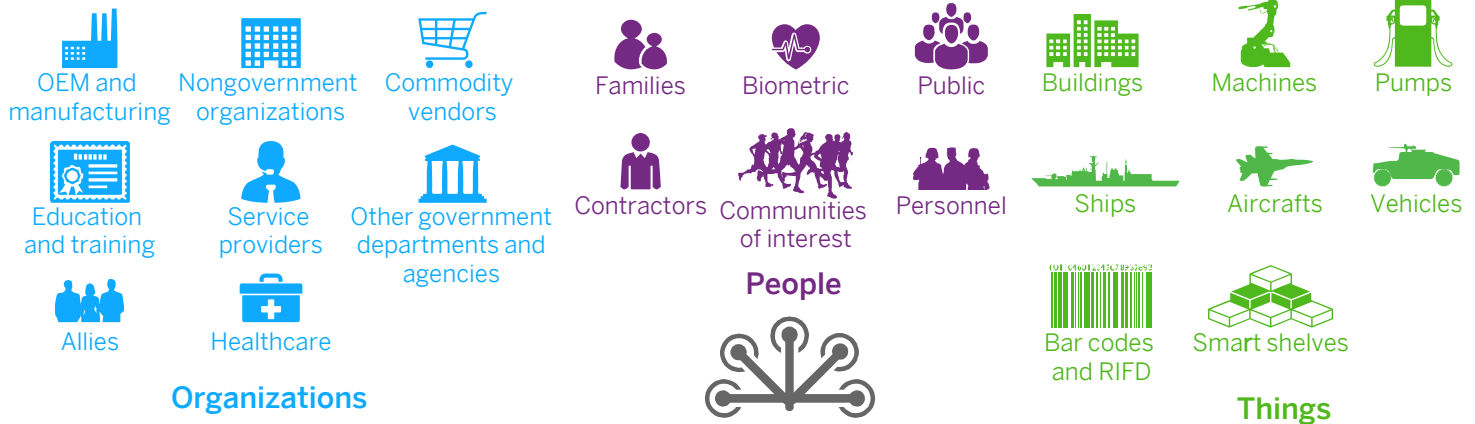 OEM and
manufacturing
Nongovernment
organizations
Commodity
vendors
Education
and training
Service
providers
Other government
departments and
agencies
Allies
Healthcare
Organizations
Families
Biometric
Public
Contractors
Communities
of interest
Personnel
People
Buildings
Machines
Pumps
Ships
Aircrafts
Vehicles
Bar codes
and RIFD
Smart shelves
Things